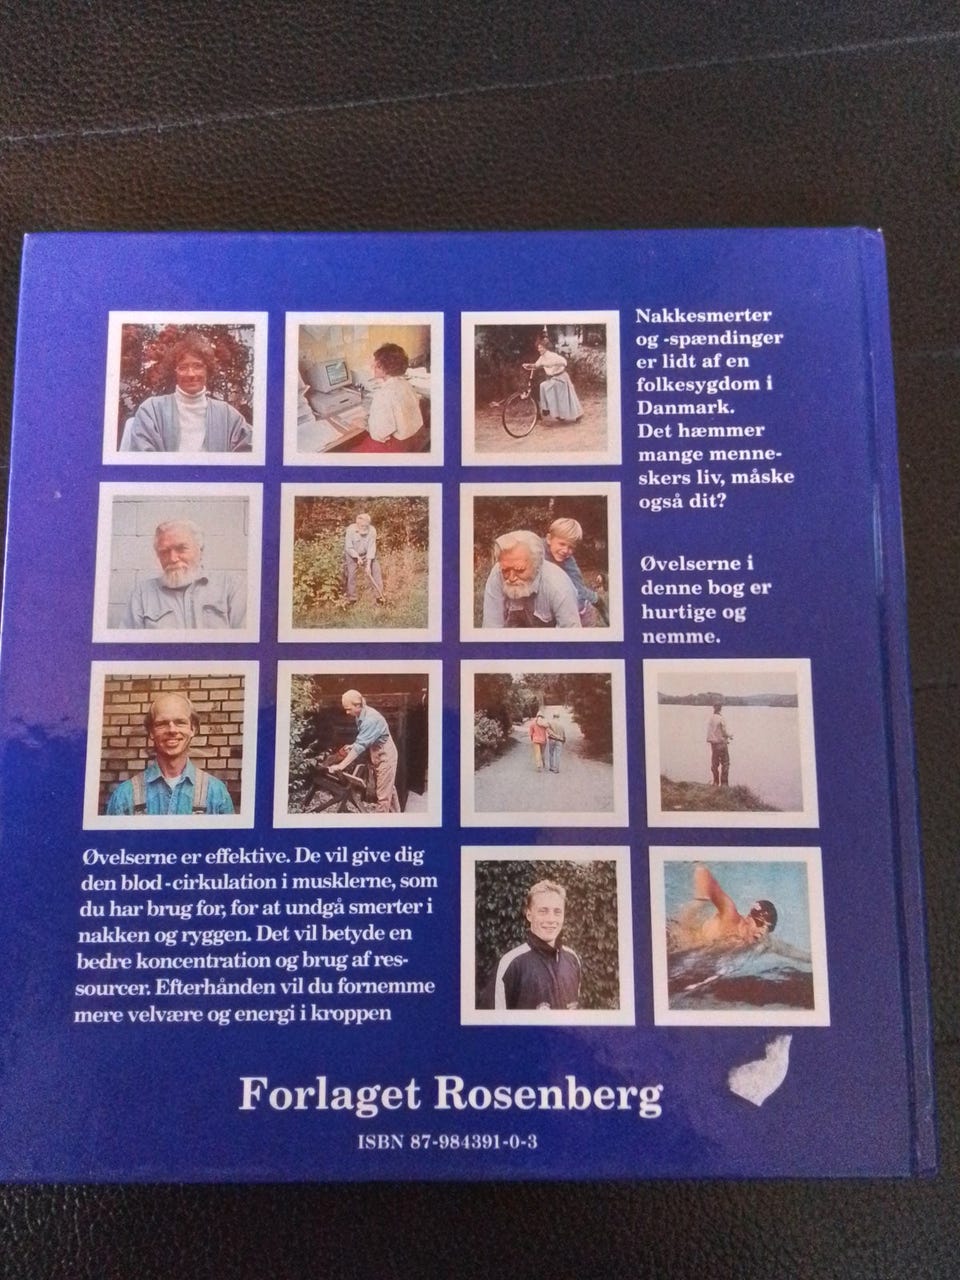 Nakkesmerter
og -spændinger
er lidt af en
folkesygdom i
Danmark.
Det hæmmer
mange menne-
skers liv, måske
også dit?
Øvelserne i
denne bog er
hurtige og
nemme.
Øvelserne er effektive. De vil give dig
den blod-cirkulation i musklerne, som
du har brug for, for at undgå smerter i
nakken og ryggen. Det vil betyde en
bedre koncentration og brug af res-
sourcer. Efterhånden vil du fornemme
mere velvære og energi i kroppen
Forlaget Rosenberg
ISBN 87-984391-0-3